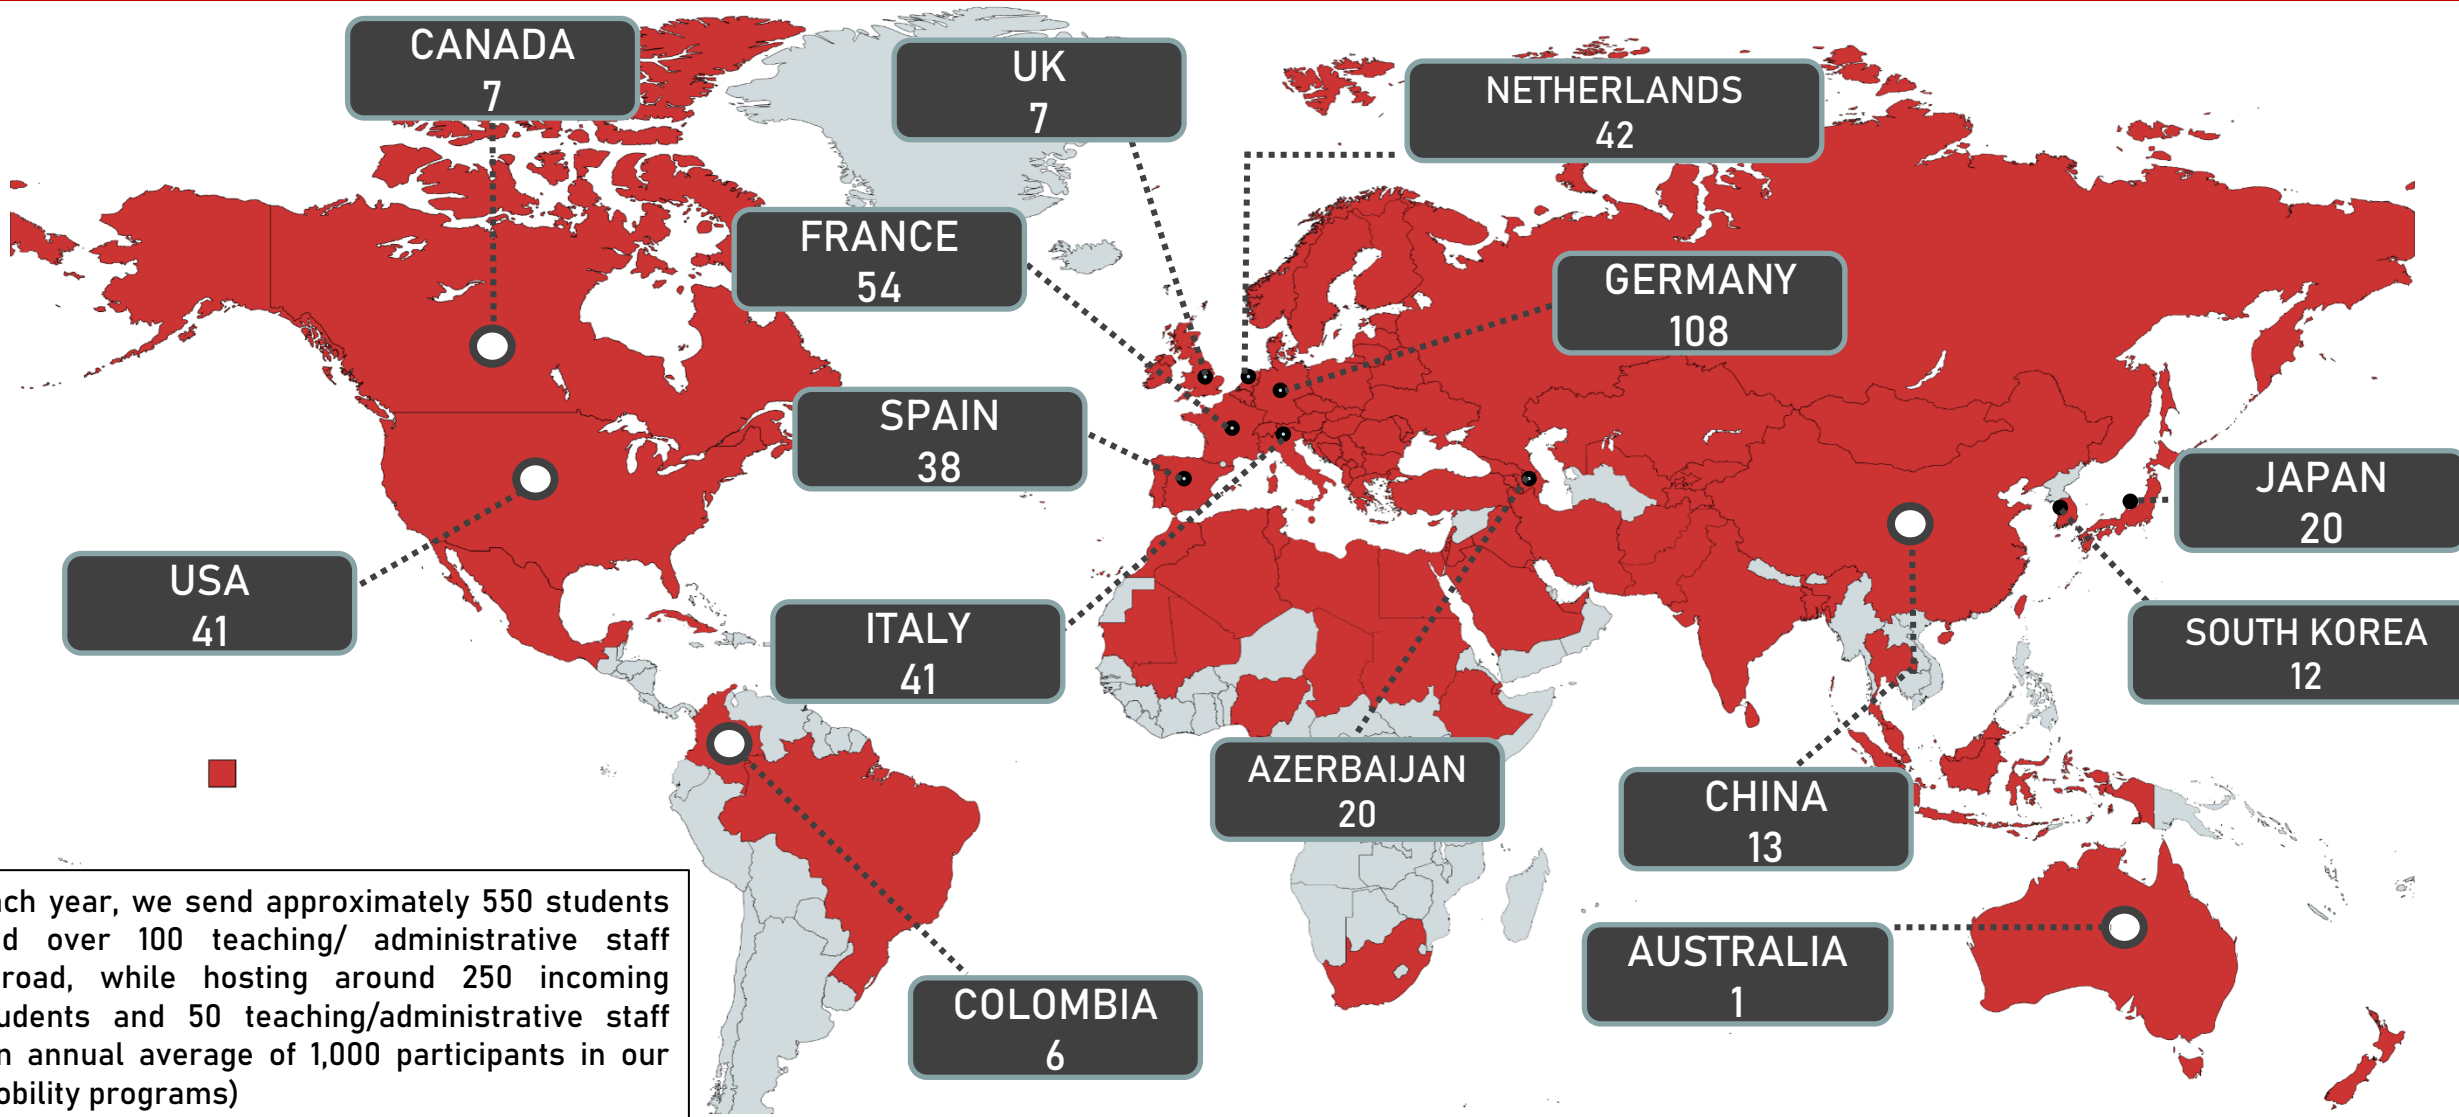 CANADA
7
UK
7
NETHERLANDS
42
FRANCE
54
GERMANY
108
SPAIN
38
JAPAN
20
USA
41
ITALY
41
SOUTH KOREA
12
AZERBAIJAN
20
CHINA
13
COLOMBIA
6
AUSTRALIA
1
ach year, we send approximately 550 students
d over 100 teaching/ administrative staff
road, while hosting around 250 incoming
udents and 50 teaching/administrative staff
n annual average of 1,000 participants in our
obility programs)